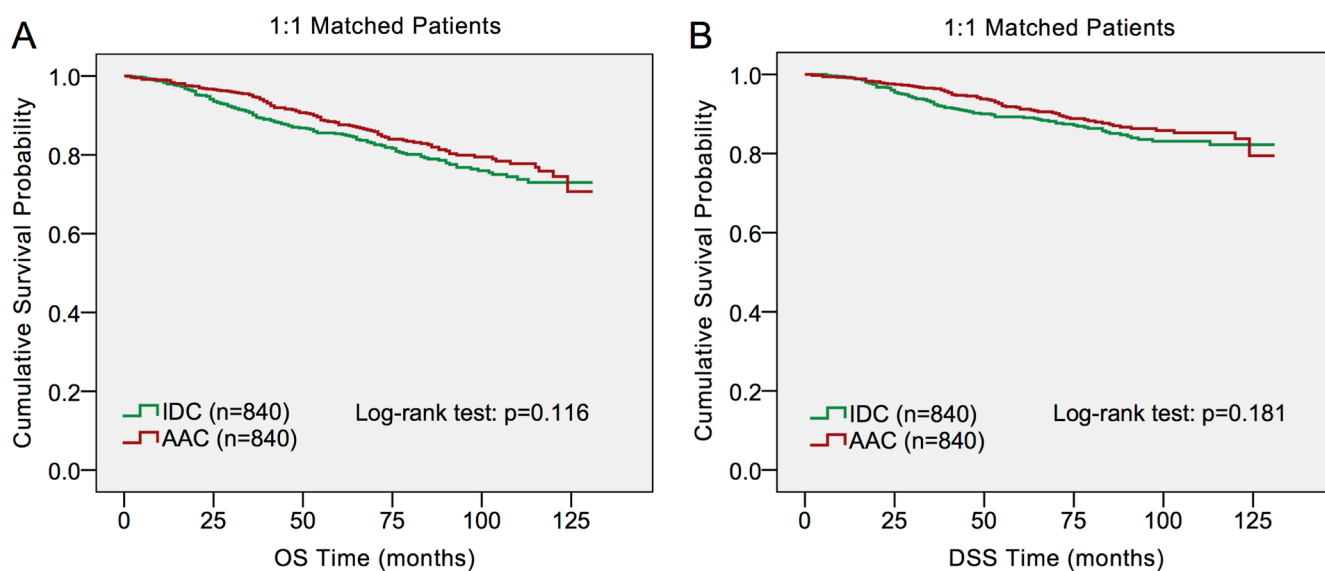 A
1:1 Matched Patients
Cumulative Survival Probability
1.0
0.8
0.6
0.4
0.2
0.0
IDC (n=840)
AAC (n=840)
Log-rank test: p=0.116
0 25 50 75 100 125
OS Time (months)
B
1:1 Matched Patients
Cumulative Suvival Probability
1.0
0.8
0.6
0.4
0.2
0.0
IDC (n=840)
AAC (n=840)
Log-rank test: p=0.181
0 25 50 75 100 125
DSS Time (months)